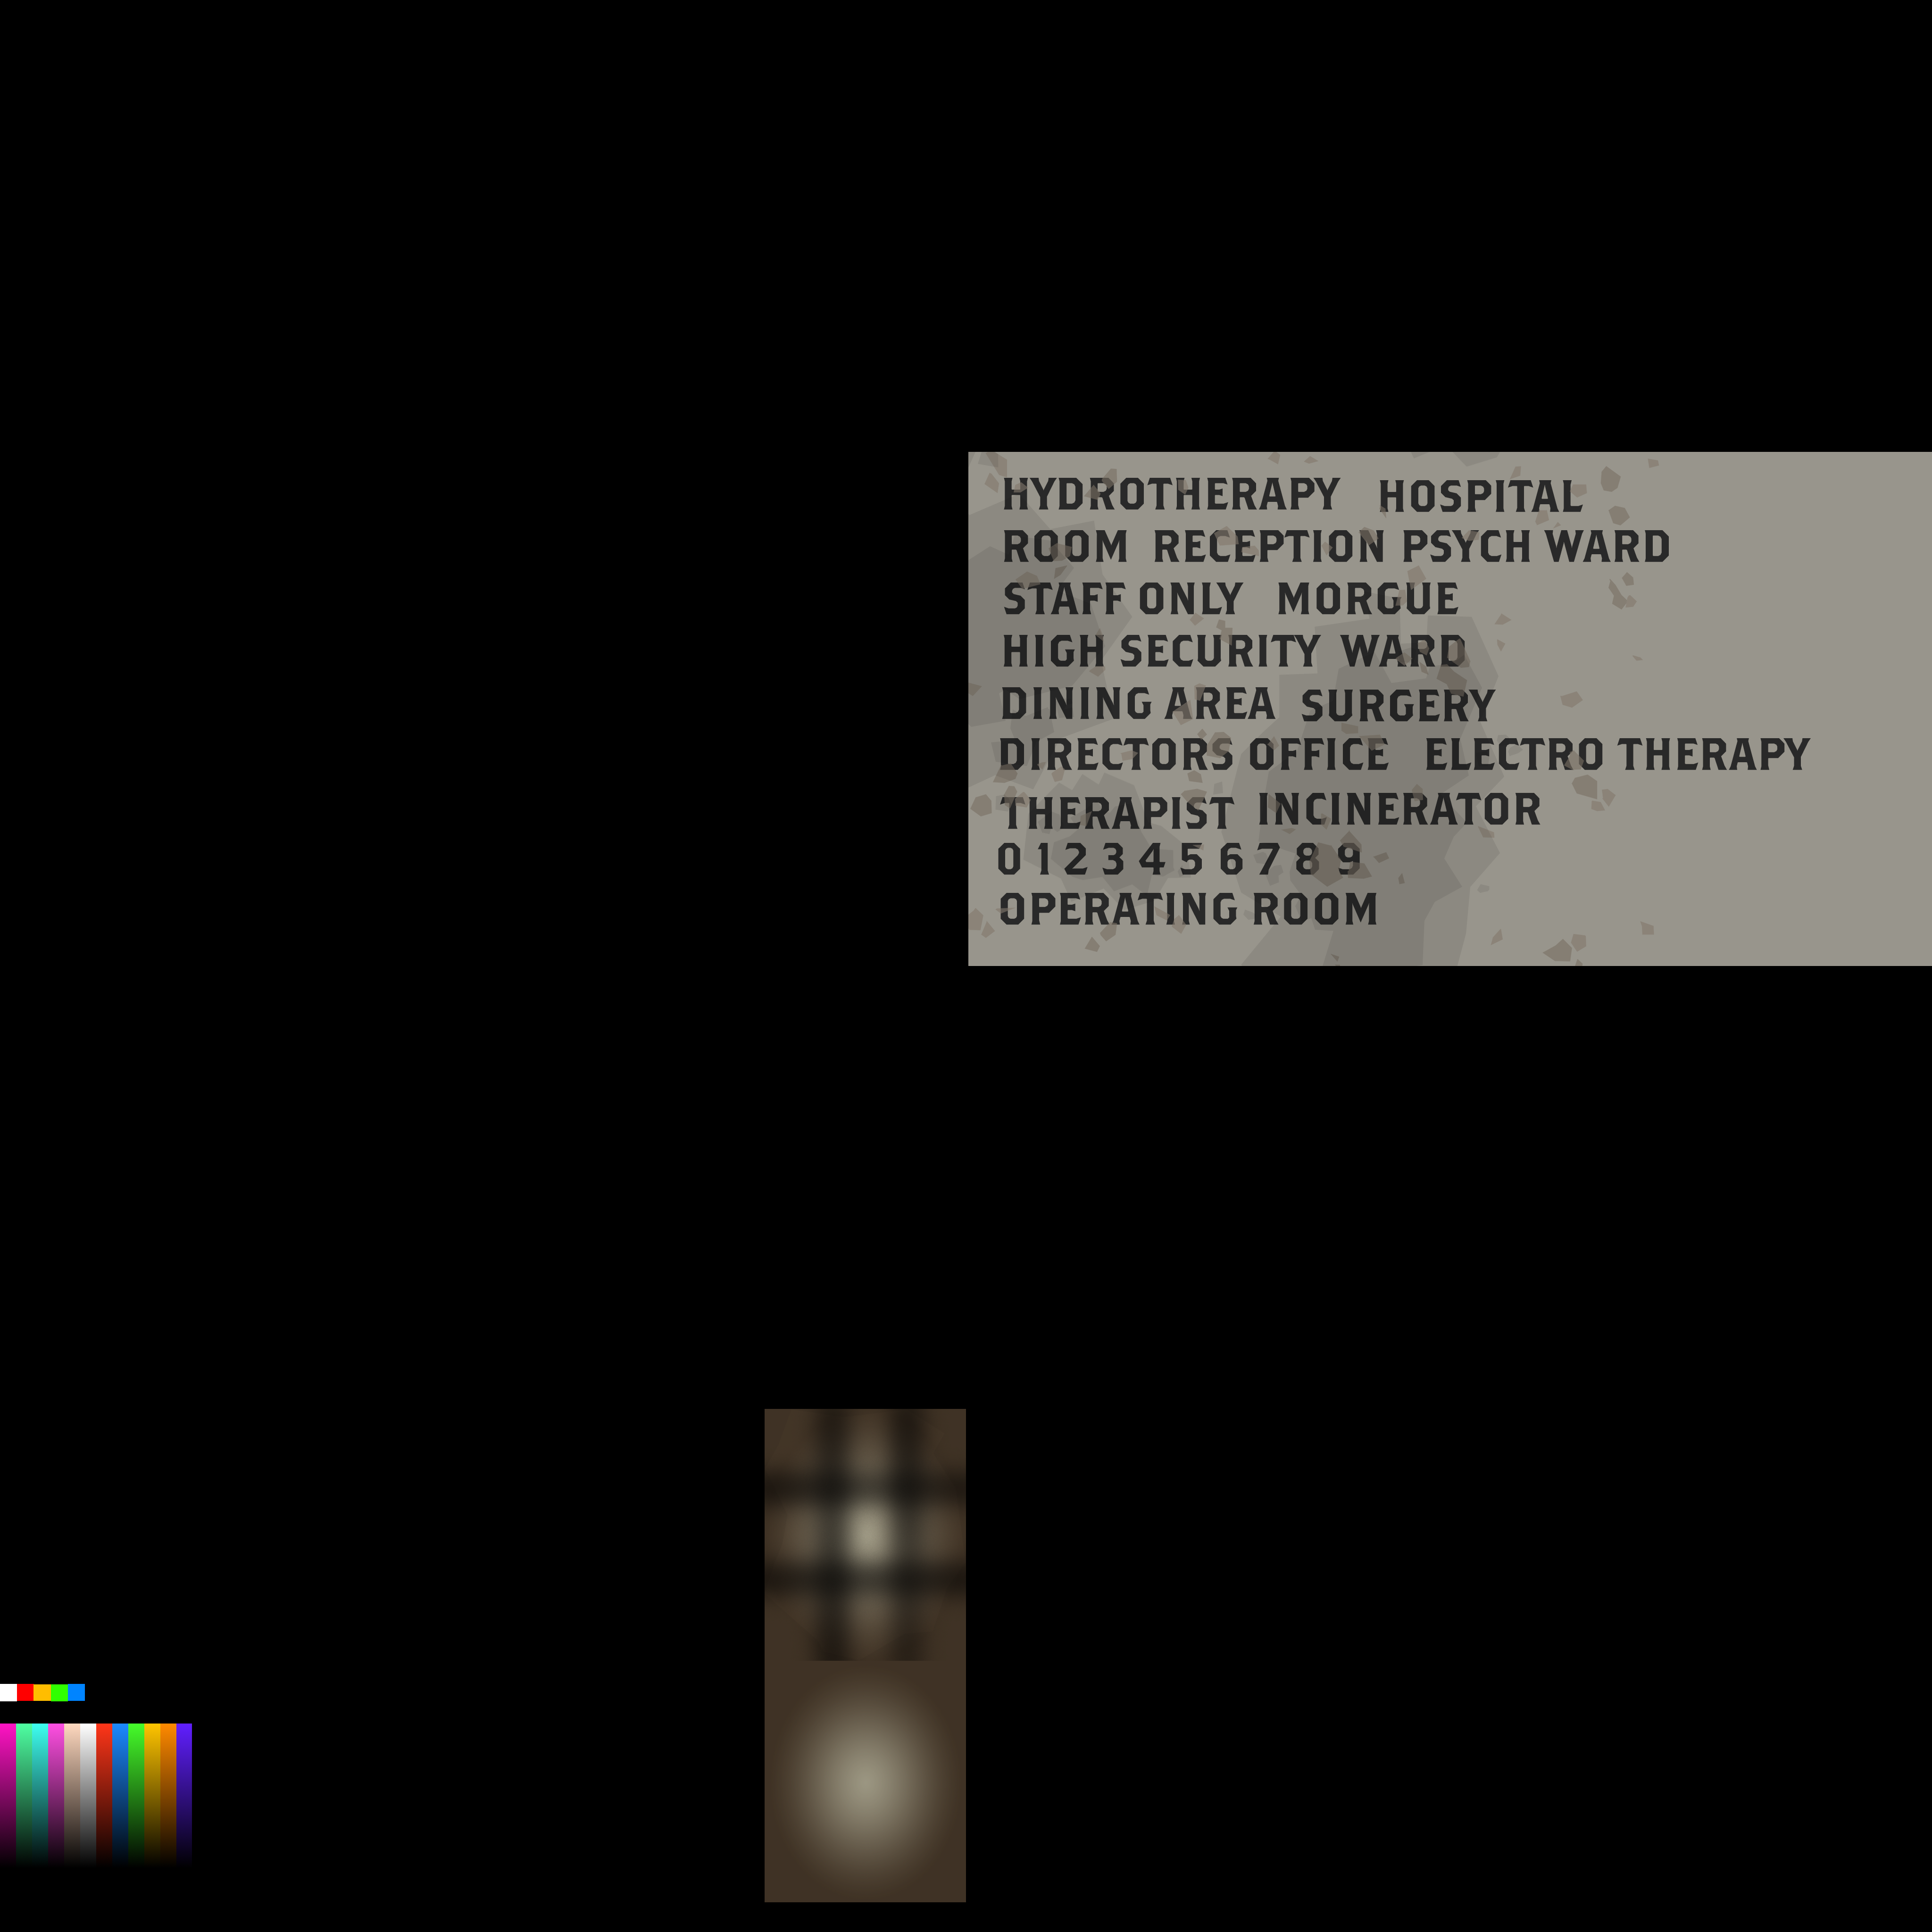 HYDROTHERAPY HOSPITAL
ROOM RECEPTION PSYCH WARD
STAFF ONLY MORGUE
HIGH SECURITY WARD
DINING AREA SURGERY
DIRECTORS OFFICE ELECTRO THERAPY
THERAPIST INCINERATOR
0 1 2 3 4 5 6 7 8 9
OPERATING ROOM